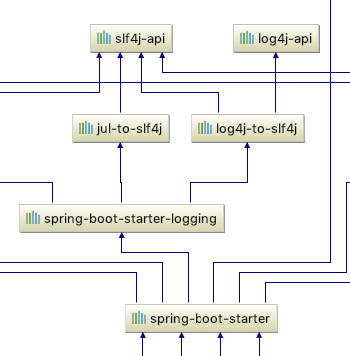 slf4j-api
log4j-api
jul-to-slf4j
log4j-to-slf4j
spring-boot-starter-logging
spring-boot-starter